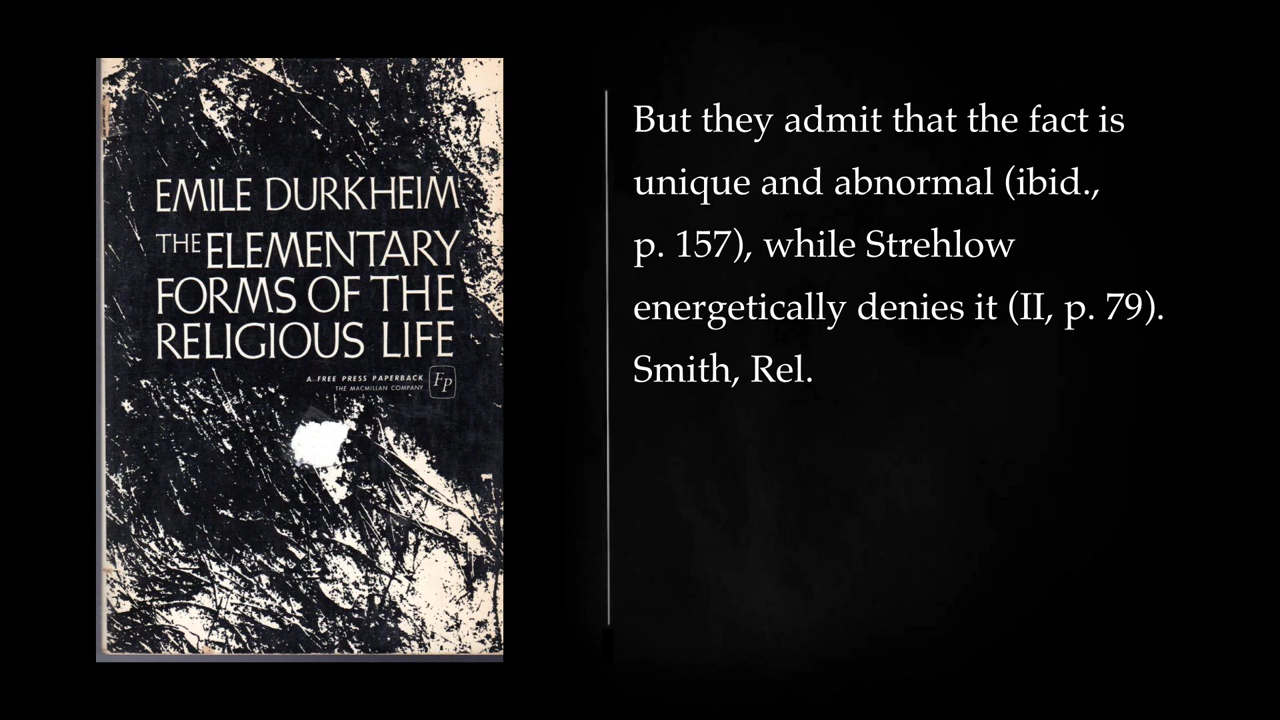 EMILE DURKHEIM
THE ELEMENTARY
FORMS OF THE
RELIGIOUS LIFE
A FREE PRESS PAPERBACK
THE MACMILLAN COMPANY
FP
But they admit that the fact is
unique and abnormal (ibid.,
p. 157), while Strehlow
energetically denies it (II, p. 79).
Smith, Rel.